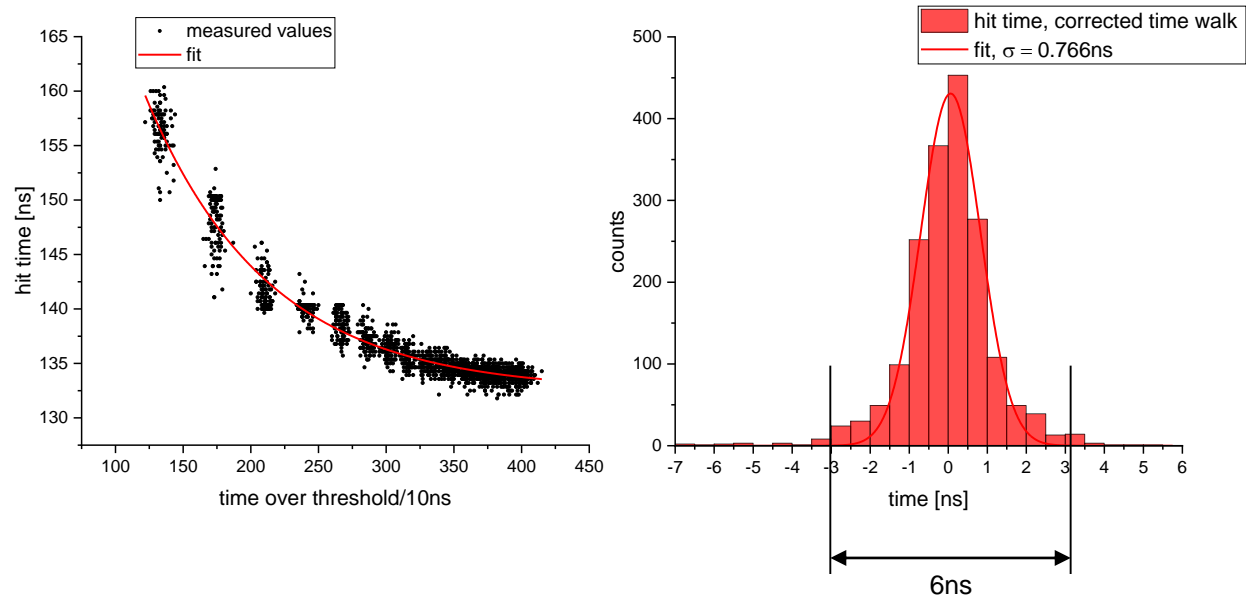 measured values
fit
165
160
155
150
145
140
135
130
hit time [ns]
100 150 200 250 300 350 400 450
time over threshold/10ns
hit time, corrected time walk
fit, σ = 0.766ns
500
400
300
200
100
0
counts
-7 -6 -5 -4 -3 -2 -1 0 1 2 3 4 5 6
time [ns]
6ns